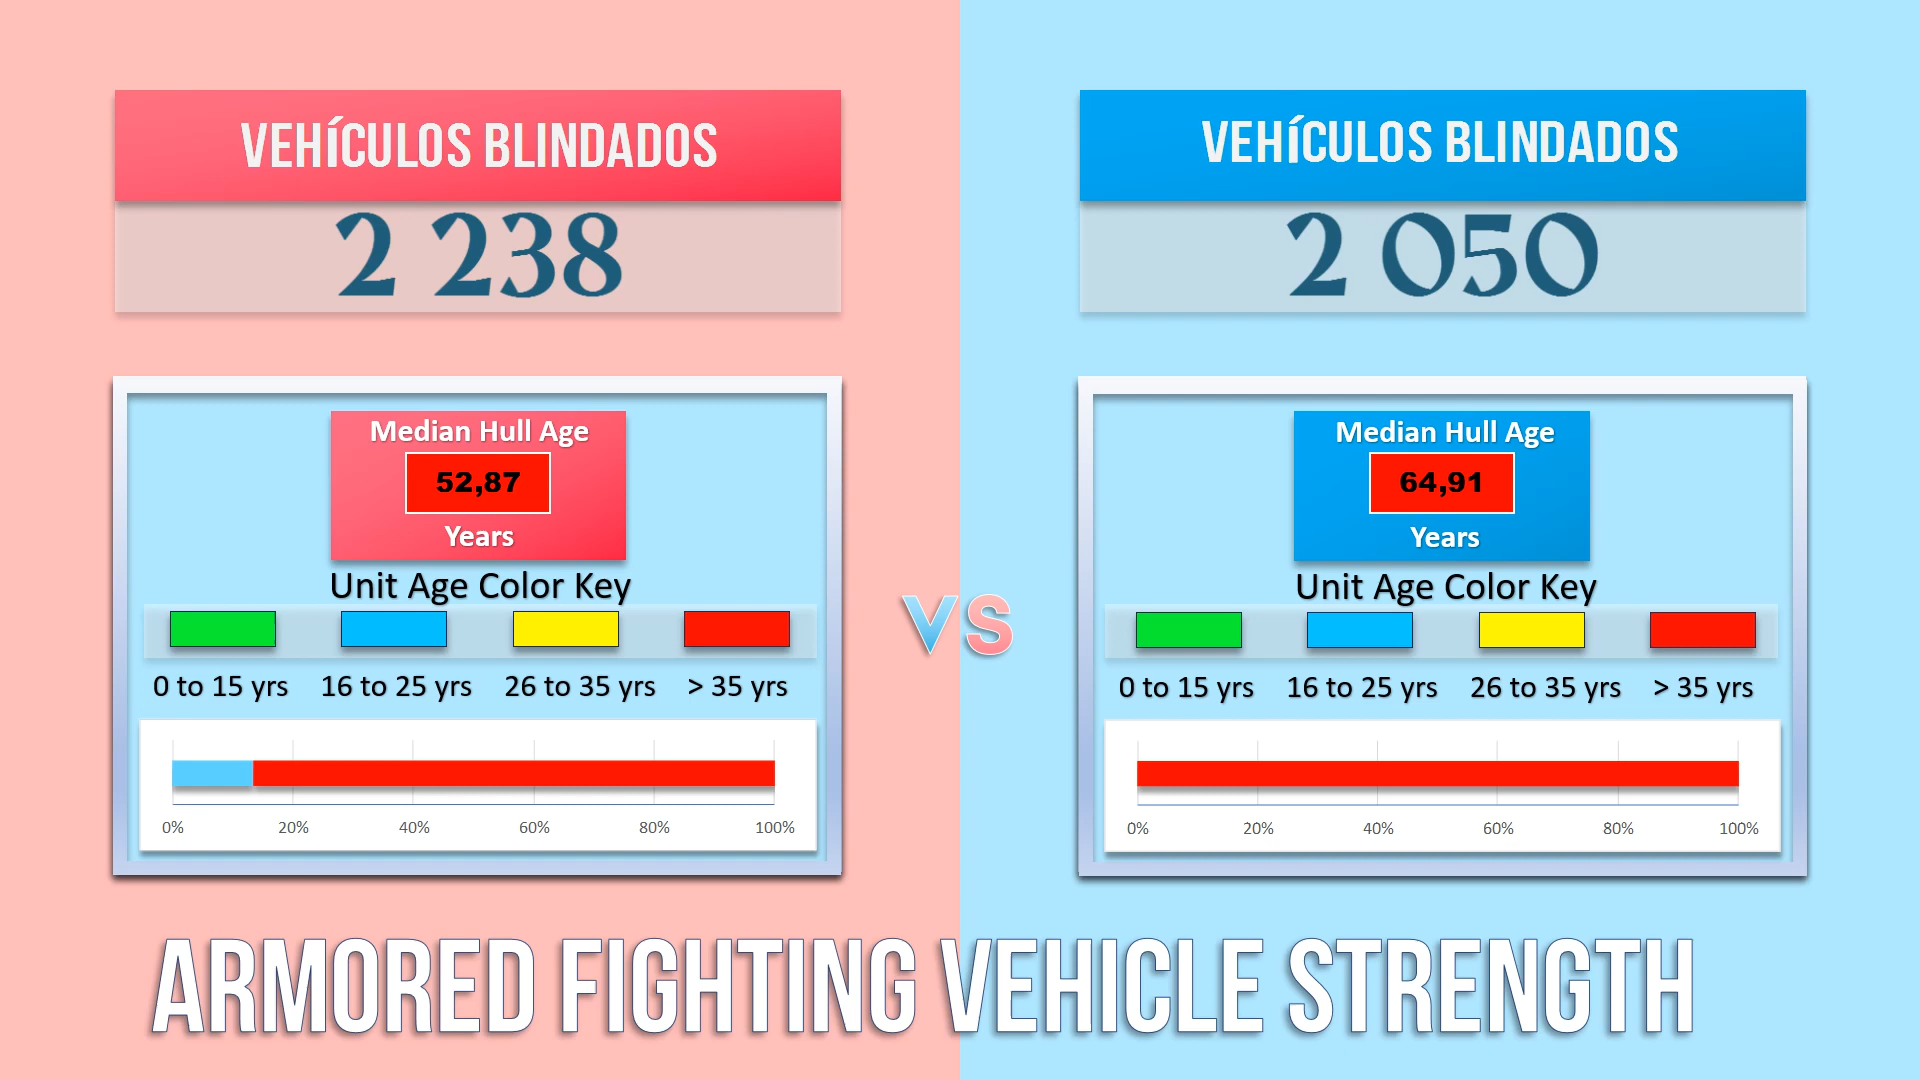 VEHÍCULOS BLINDADOS
2 238
Median Hull Age
52,87
Years
Unit Age Color Key
0 to 15 yrs 16 to 25 yrs 26 to 35 yrs > 35 yrs
0% 20% 40% 60% 80% 100%
VS
VEHÍCULOS BLINDADOS
2 050
Median Hull Age
64,91
Years
Unit Age Color Key
0 to 15 yrs 16 to 25 yrs 26 to 35 yrs > 35 yrs
0% 20% 40% 60% 80% 100%
ARMORED FIGHTING VEHICLE STRENGTH